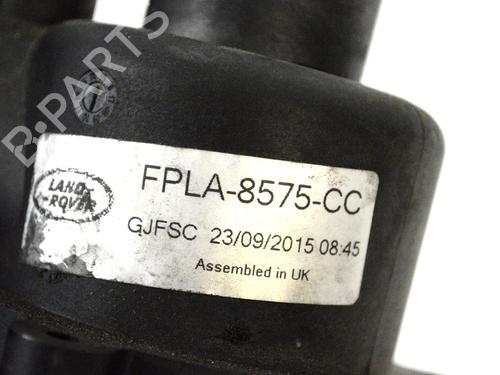 B-PARTS
LAND-
ROVER
FPLA-8575-CC
GJFSC 23/09/2015 08:45
Assembled in UK